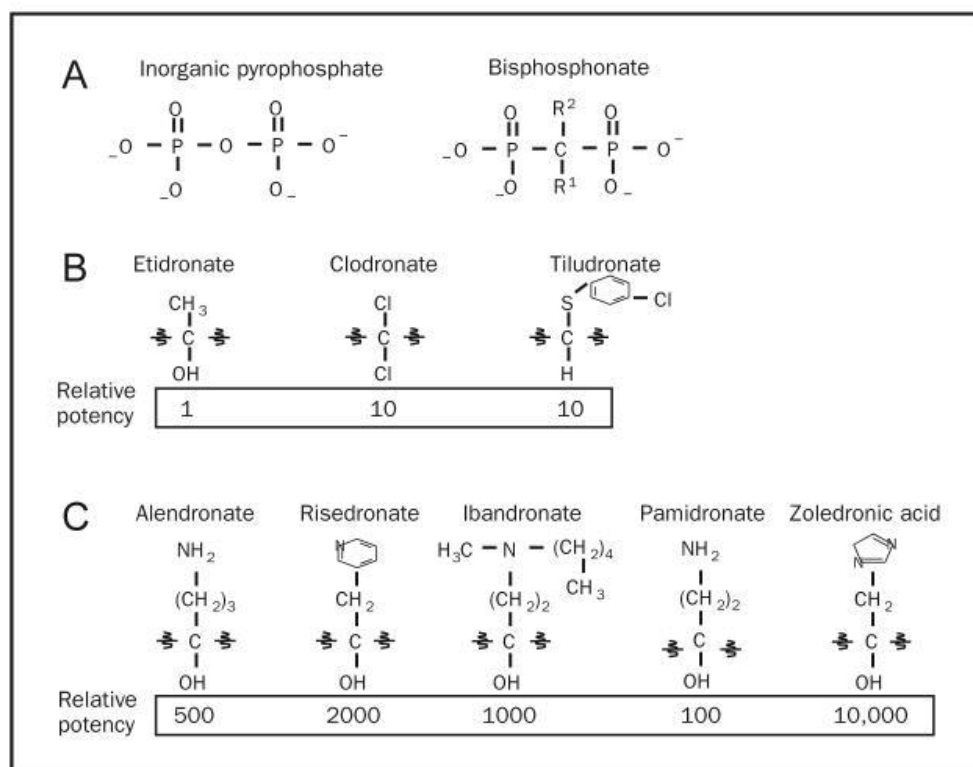 A
Inorganic pyrophosphate Bisphosphonate
O O O R² O
_O P O P O⁻ _O P C P O⁻
_O O_ _O R¹ O_
B
Etidronate Clodronate Tiludronate
CH₃ Cl S Cl
C C C
OH Cl H
Relative potency 1 10 10
C
Alendronate Risedronate Ibandronate Pamidronate Zoledronic acid
NH₂ N H₃C N (CH₂)₄ NH₂ N N
CH₃
(CH₂)₃ CH₂ (CH₂)₂ (CH₂)₂ CH₂
C C C C C
OH OH OH OH OH
Relative potency 500 2000 1000 100 10,000